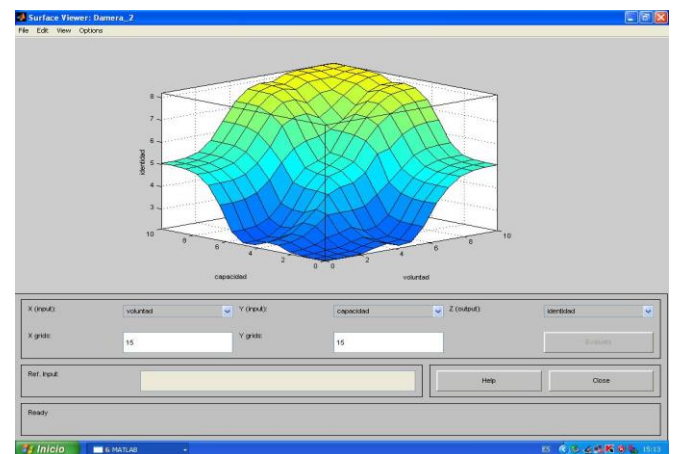 Surface Viewer: Damera_2
File Edit View Options
8
7
6
5
4
3
identidad
10
8
6
4
2
0
capacidad
0
2
4
6
8
10
voluntad
X (input): voluntad Y (input): capacidad Z (output): identidad
X grids: 15 Y grids: 15 Evaluate
Ref. Input: Help Close
Ready
Inicio 6 MATLAB ES 15:13